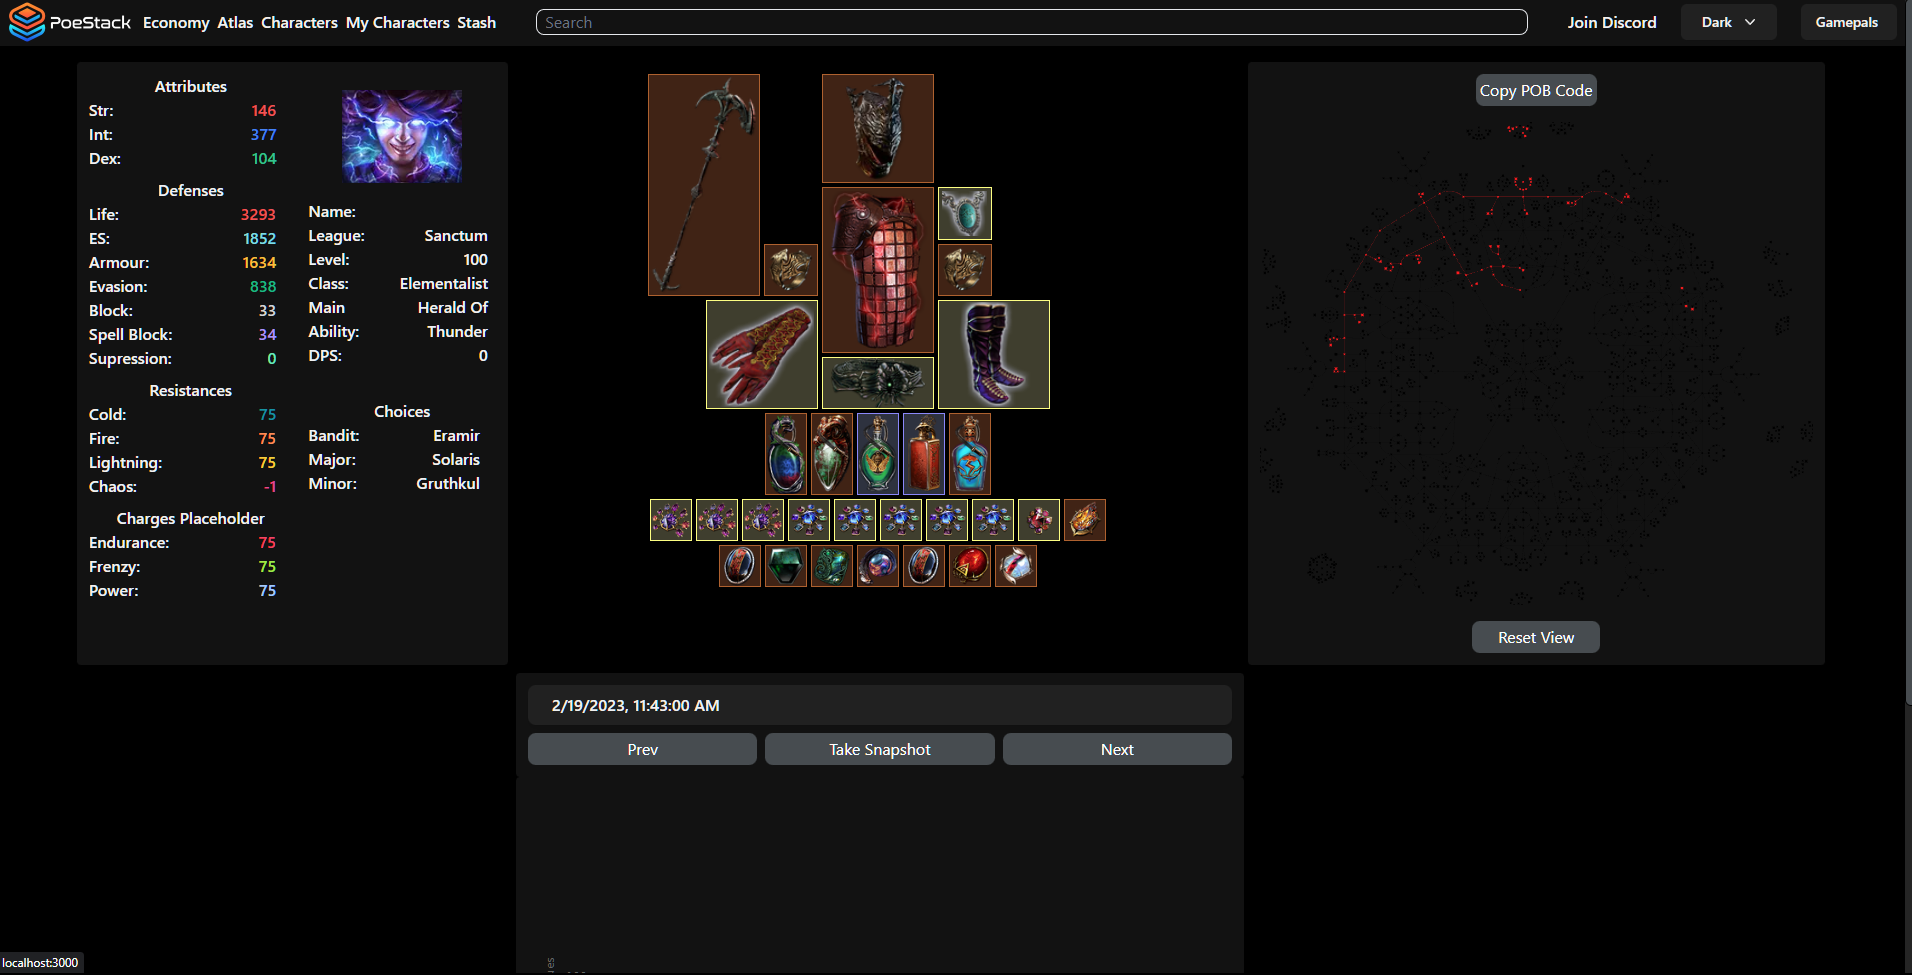 PoeStack Economy Atlas Characters My Characters Stash Search Join Discord Dark Gamepals
Attributes
Str: 146
Int: 377
Dex: 104
Defenses
Life: 3293
ES: 1852
Armour: 1634
Evasion: 838
Block: 33
Spell Block: 34
Supression: 0
Resistances
Cold: 75
Fire: 75
Lightning: 75
Chaos: -1
Charges Placeholder
Endurance: 75
Frenzy: 75
Power: 75
Name:
League: Sanctum
Level: 100
Class: Elementalist
Main Herald Of
Ability: Thunder
DPS: 0
Choices
Bandit: Eramir
Major: Solaris
Minor: Gruthkul
Copy POB Code
Reset View
2/19/2023, 11:43:00 AM
Prev Take Snapshot Next
localhost:3000